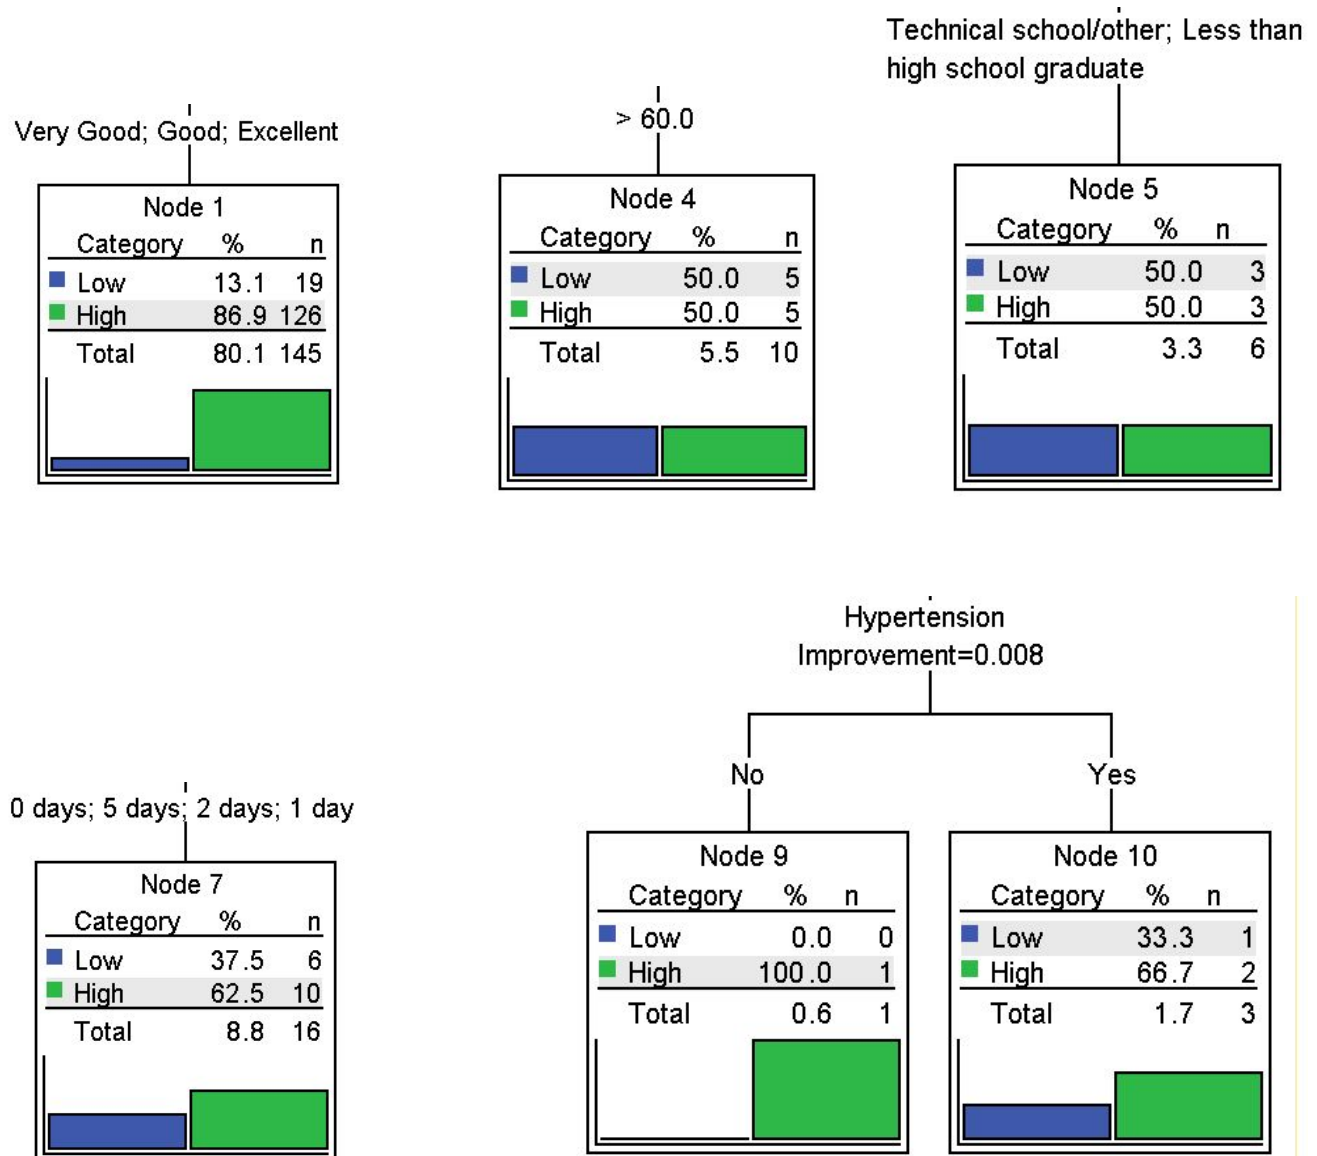 Very Good; Good; Excellent
Node 1
Category % n
Low 13.1 19
High 86.9 126
Total 80.1 145
> 60.0
Node 4
Category % n
Low 50.0 5
High 50.0 5
Total 5.5 10
Technical school/other; Less than
high school graduate
Node 5
Category % n
Low 50.0 3
High 50.0 3
Total 3.3 6
0 days; 5 days; 2 days; 1 day
Node 7
Category % n
Low 37.5 6
High 62.5 10
Total 8.8 16
Hypertension
Improvement=0.008
No
Yes
Node 9
Category % n
Low 0.0 0
High 100.0 1
Total 0.6 1
Node 10
Category % n
Low 33.3 1
High 66.7 2
Total 1.7 3